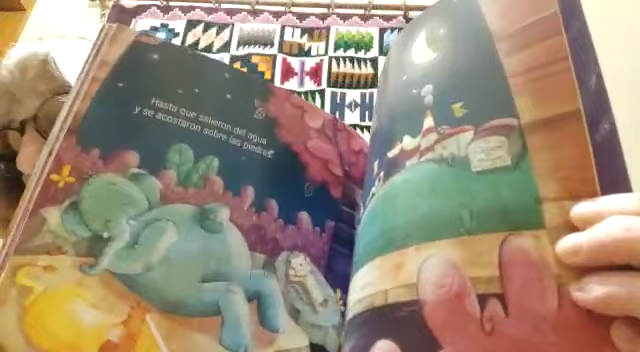 Hasta que salieron del agua
y se acostaron sobre las piedras.